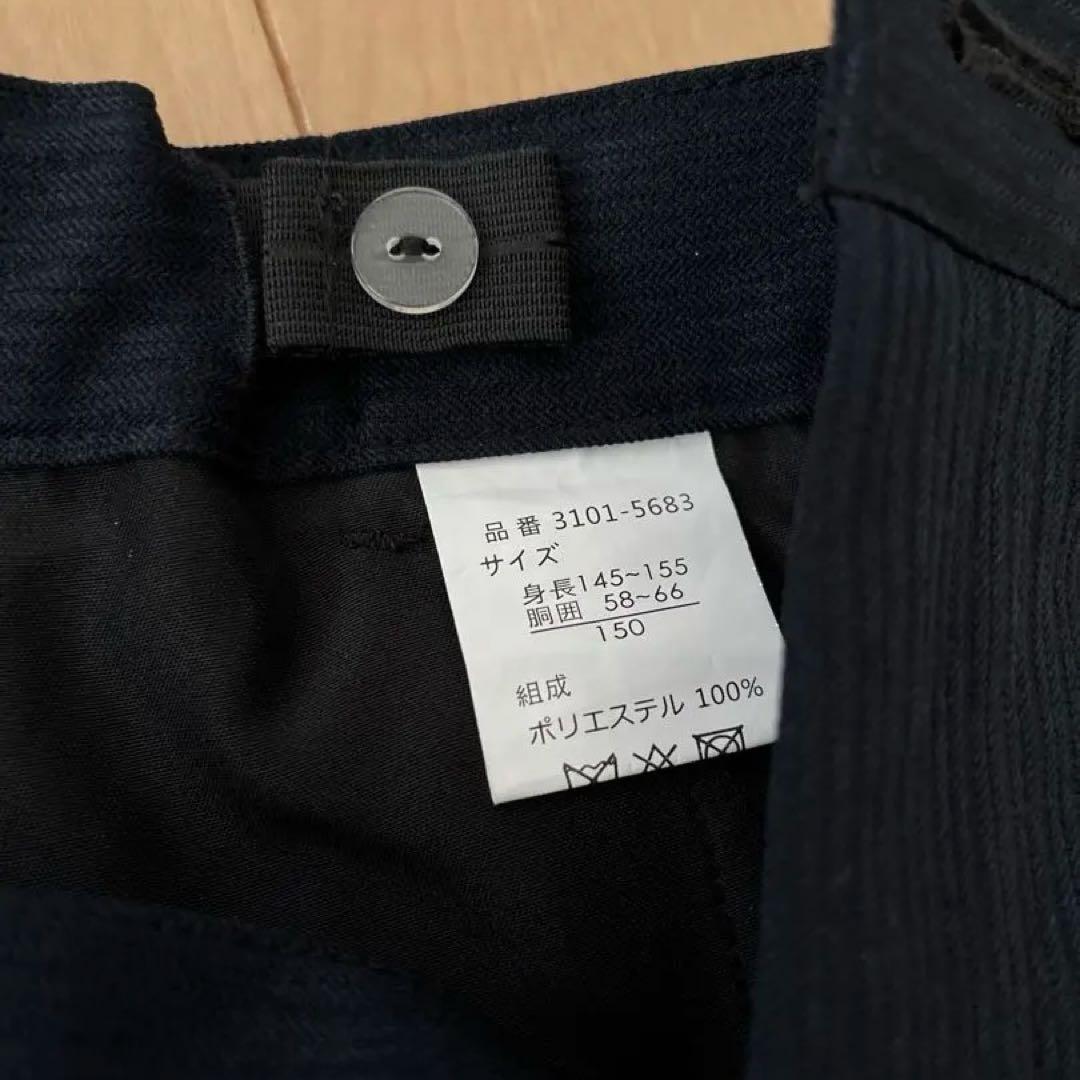 品番 3101-5683
サイズ
身長145~155
胴囲 58~66
150
組成
ポリエステル 100%